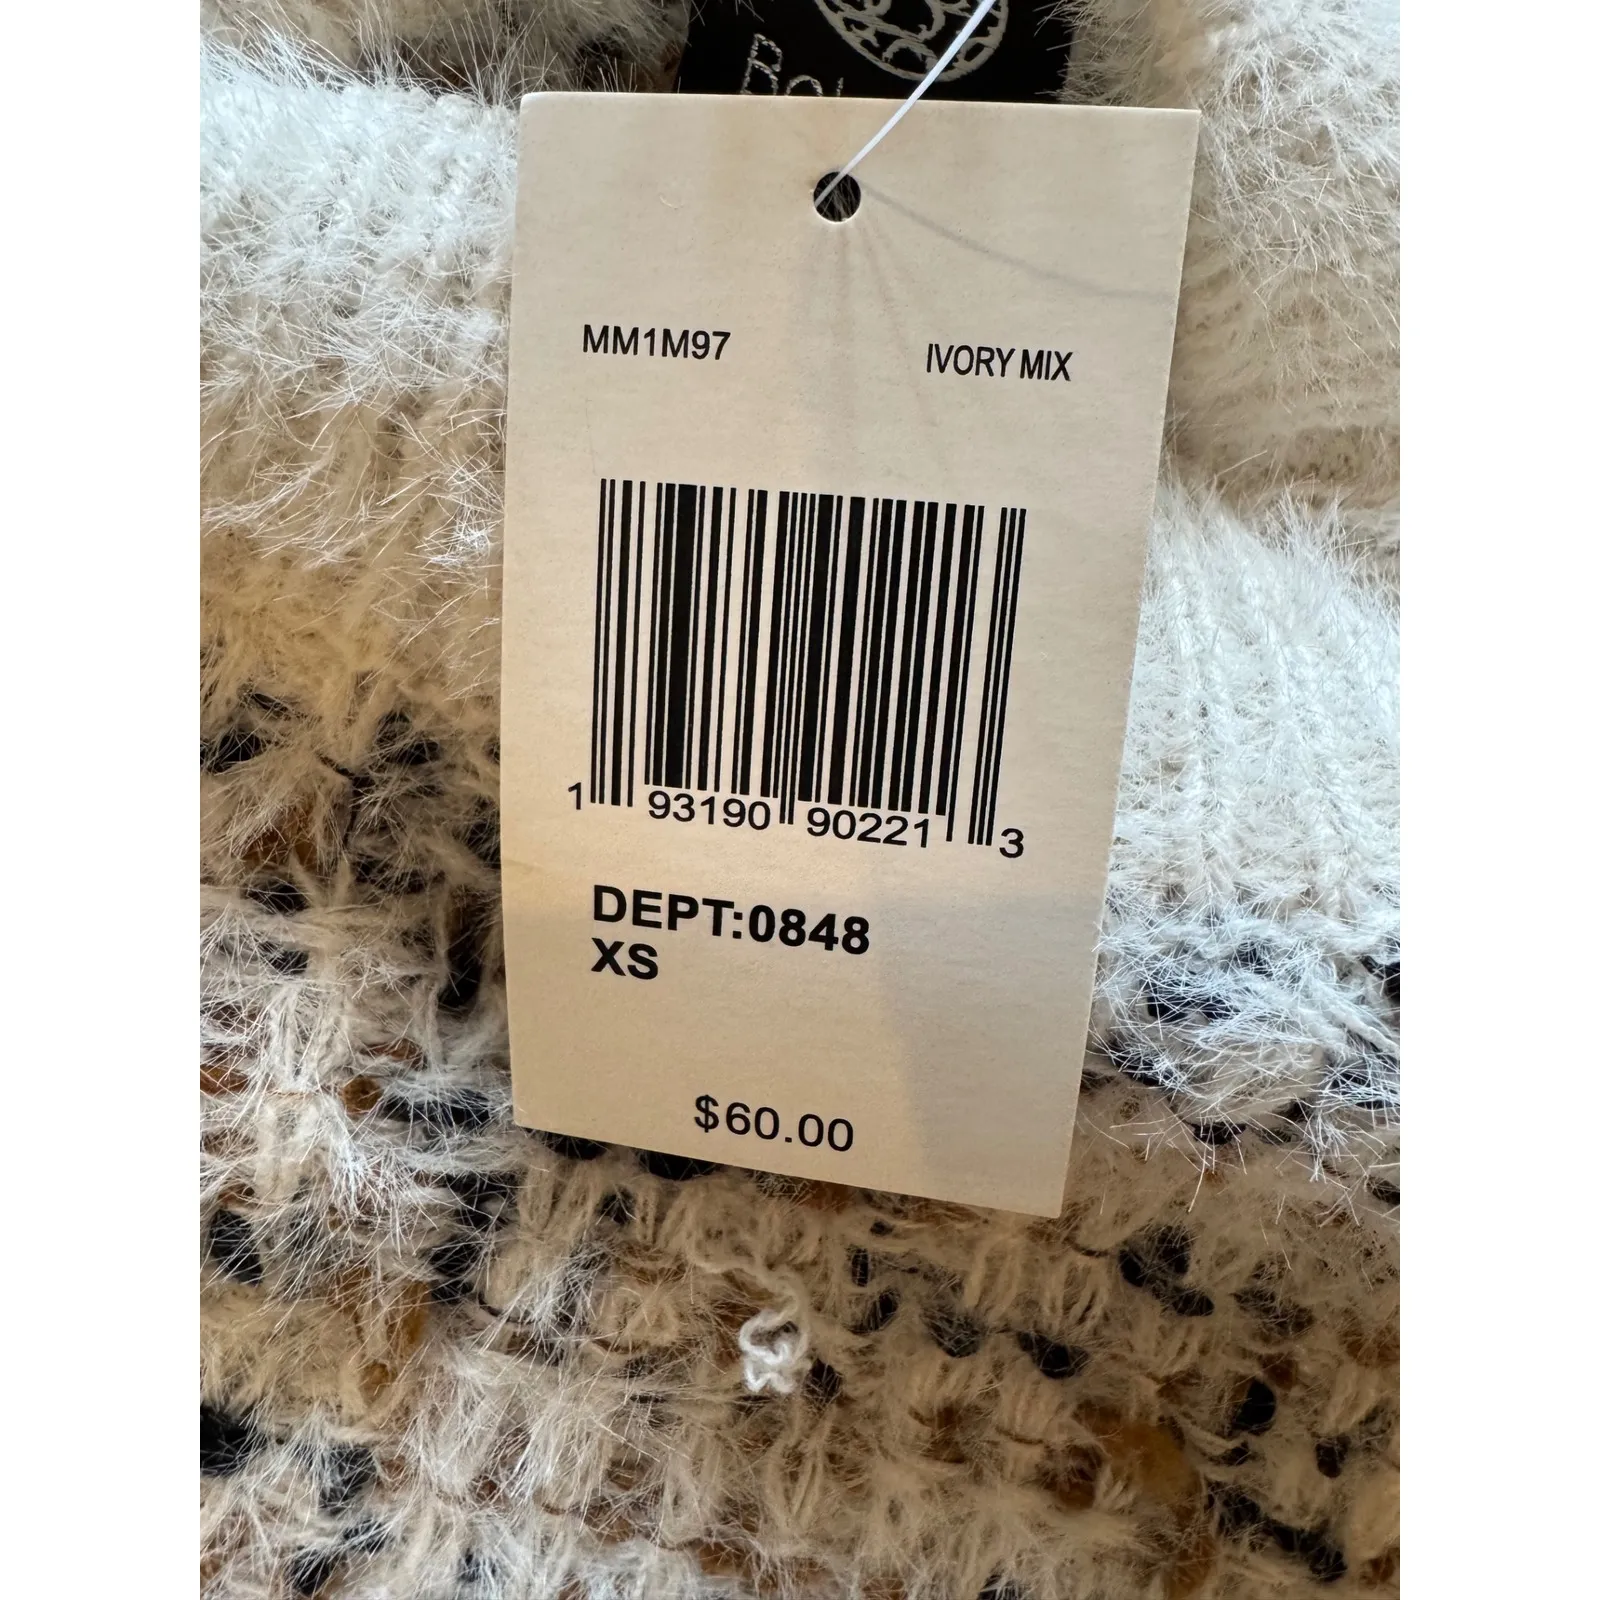 MM1M97 IVORY MIX
1 93190 90221 3
DEPT:0848
XS
$60.00